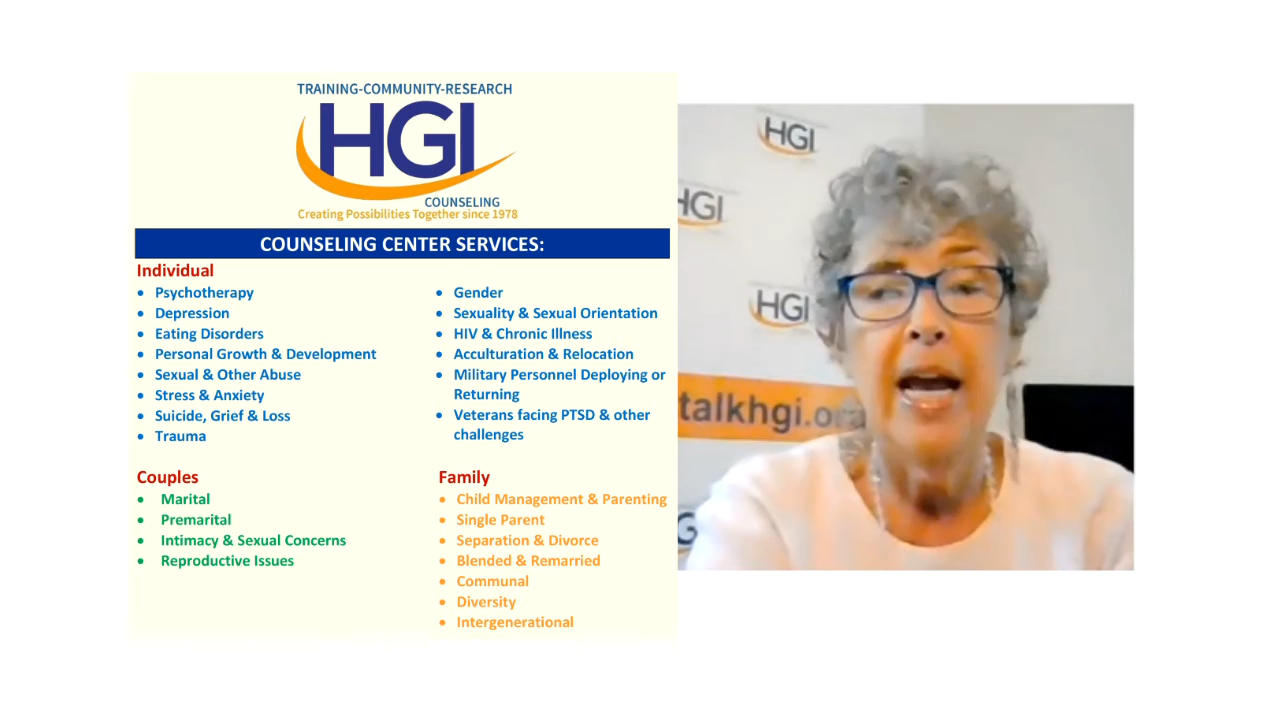 TRAINING-COMMUNITY-RESEARCH
HGI
COUNSELING
Creating Possibilities Together since 1978
COUNSELING CENTER SERVICES:
Individual
• Psychotherapy
• Depression
• Eating Disorders
• Personal Growth & Development
• Sexual & Other Abuse
• Stress & Anxiety
• Suicide, Grief & Loss
• Trauma
• Gender
• Sexuality & Sexual Orientation
• HIV & Chronic Illness
• Acculturation & Relocation
• Military Personnel Deploying or
Returning
• Veterans facing PTSD & other
challenges
Couples
• Marital
• Premarital
• Intimacy & Sexual Concerns
• Reproductive Issues
Family
• Child Management & Parenting
• Single Parent
• Separation & Divorce
• Blended & Remarried
• Communal
• Diversity
• Intergenerational
HGI
HGI
HGI
talkhgi.org